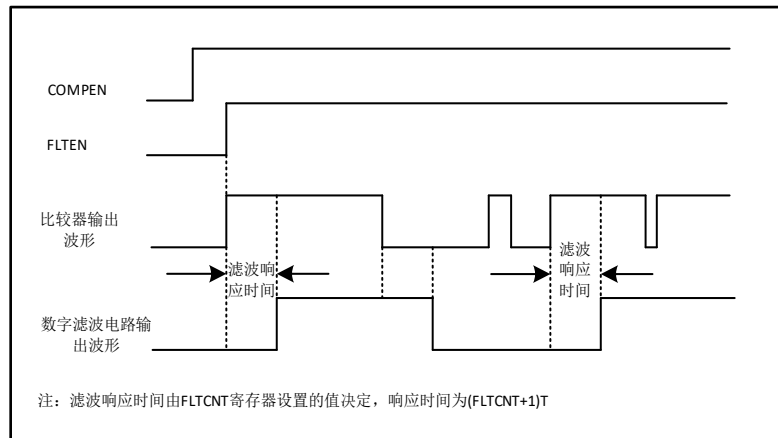 COMPEN
FLTEN
比较器输出
波形
滤波响
应时间
滤波
响应
时间
数字滤波电路输
出波形
注：滤波响应时间由FLTCNT寄存器设置的值决定，响应时间为(FLTCNT+1)T